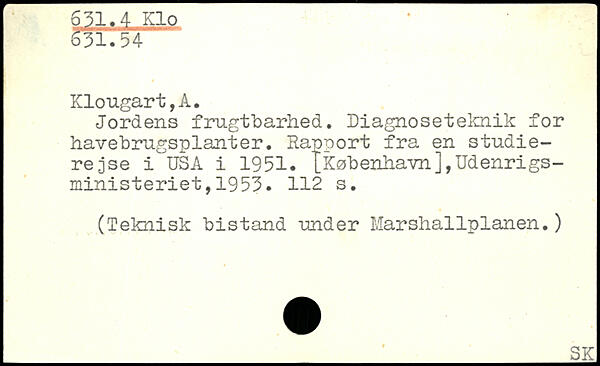 631.4 Klo
631.54
Klougart,A.
Jordens frugtbarhed. Diagnoseteknik for
havebrugsplanter. Rapport fra en studie-
rejse i USA i 1951. [København],Udenrigs-
ministeriet,1953. 112 s.
(Teknisk bistand under Marshallplanen.)
SK